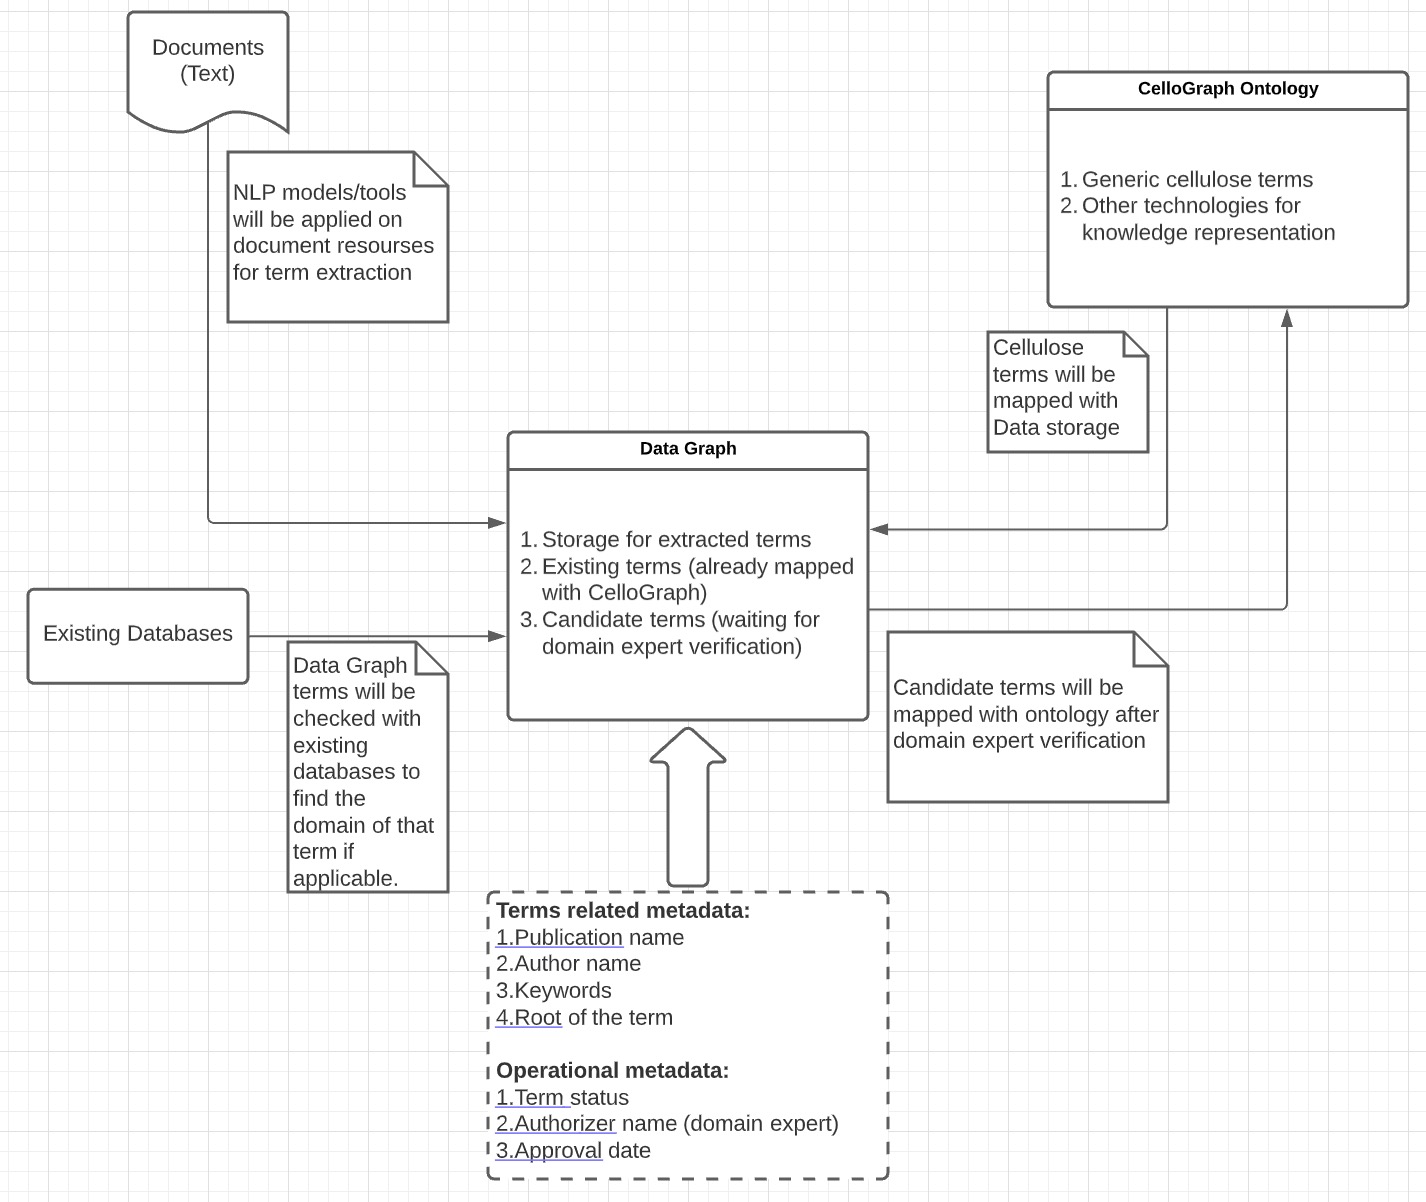 Documents
(Text)
NLP models/tools
will be applied on
document resourses
for term extraction
CelloGraph Ontology
1. Generic cellulose terms
2. Other technologies for
knowledge representation
Cellulose
terms will be
mapped with
Data storage
Data Graph
1. Storage for extracted terms
2. Existing terms (already mapped
with CelloGraph)
3. Candidate terms (waiting for
domain expert verification)
Existing Databases
Data Graph
terms will be
checked with
existing
databases to
find the
domain of that
term if
applicable.
Candidate terms will be
mapped with ontology after
domain expert verification
Terms related metadata:
1.Publication name
2.Author name
3.Keywords
4.Root of the term
Operational metadata:
1.Term status
2.Authorizer name (domain expert)
3.Approval date